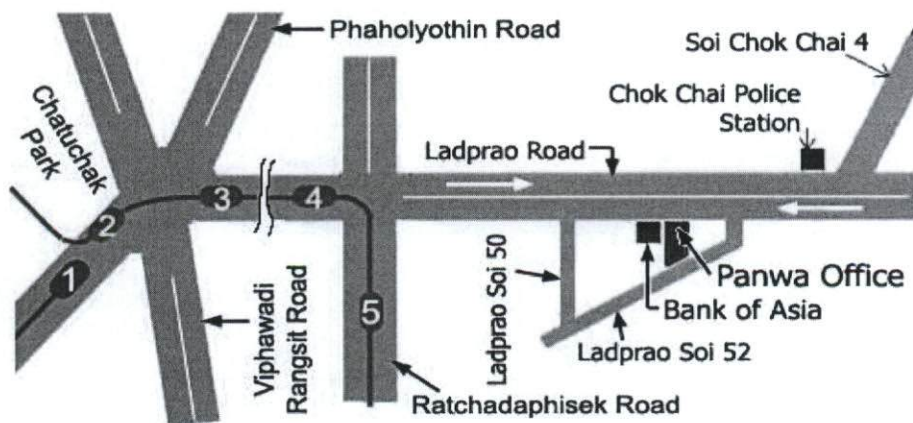 Phaholyothin Road
Soi Chok Chai 4
Chok Chai Police
Station
Chatuchak
Park
Ladprao Road
3
4
2
1
5
Panwa Office
Bank of Asia
Ladprao Soi 50
Viphawadi
Rangsit Road
Ladprao Soi 52
Ratchadaphisek Road